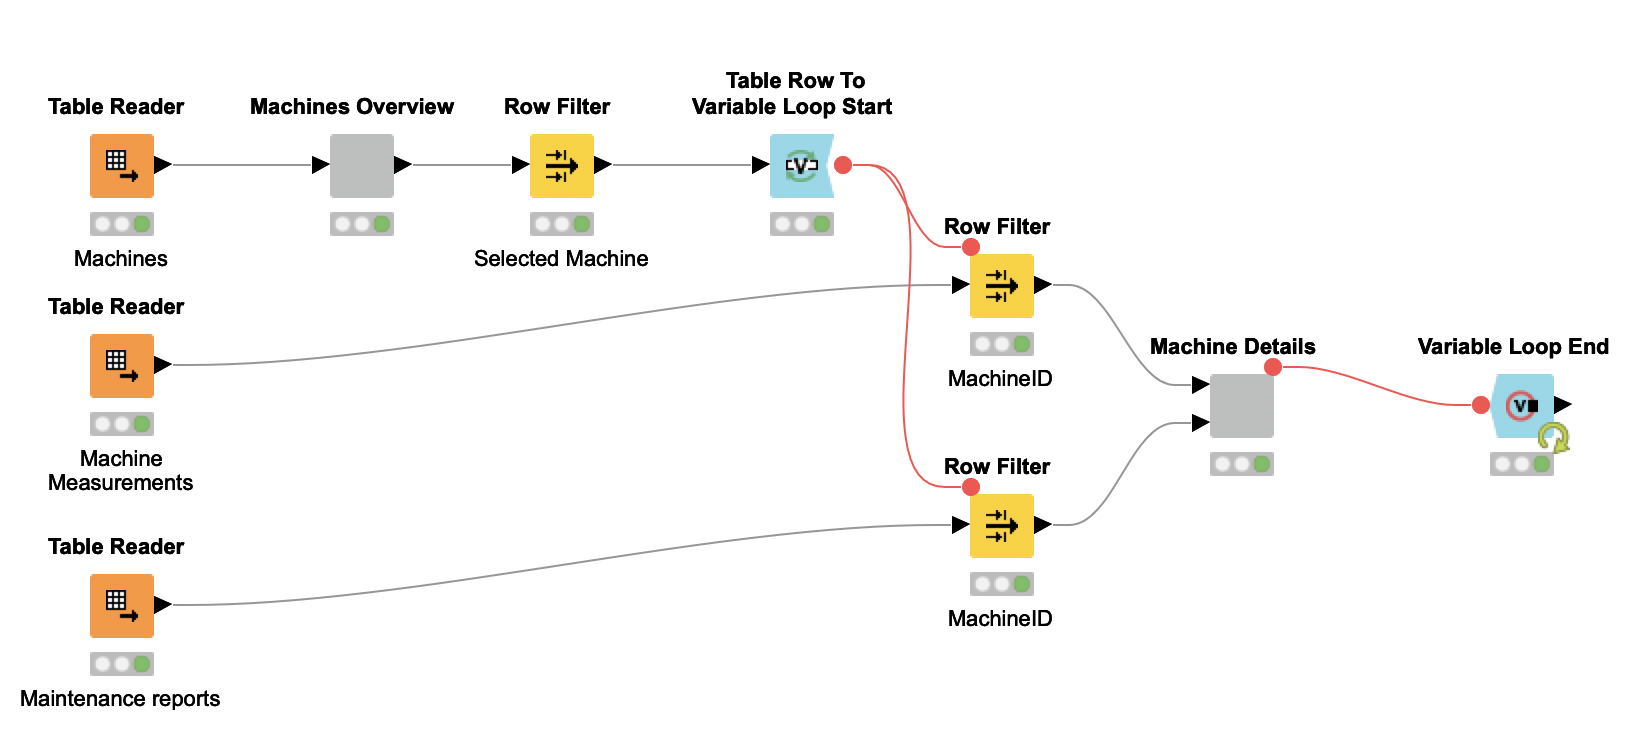 Table Row To
Variable Loop Start
Table Reader
Machines Overview
Row Filter
Machines
Selected Machine
Row Filter
MachineID
Table Reader
Machine
Measurements
Machine Details
Variable Loop End
Row Filter
MachineID
Table Reader
Maintenance reports